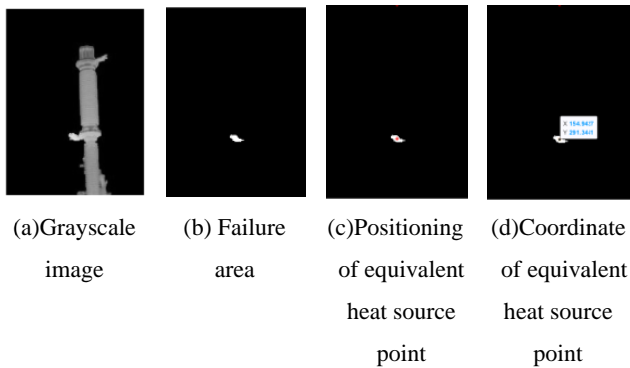 X
Y
(a)Grayscale
image
(b) Failure
area
(c)Positioning
of equivalent
heat source
point
(d)Coordinate
of equivalent
heat source
point